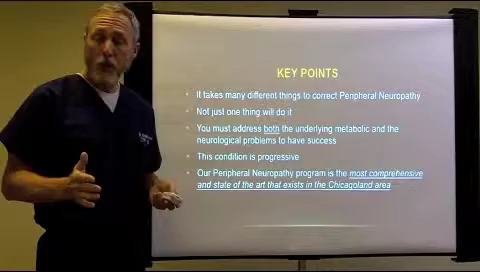 KEY POINTS
It takes many different things to correct Peripheral Neuropathy
Not just one thing will do it
You must address both the underlying metabolic and the
neurological problems to have success
This condition is progressive
Our Peripheral Neuropathy program is the most comprehensive
and state of the art that exists in the Chicagoland area